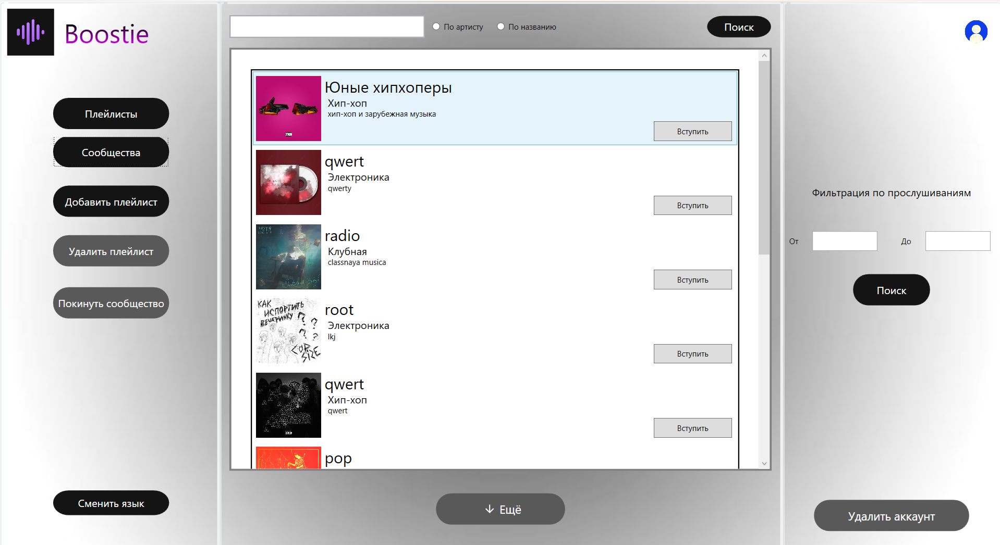 Boostie
Плейлисты
Сообщества
Добавить плейлист
Удалить плейлист
Покинуть сообщество
Сменить язык
По артисту
По названию
Поиск
Юные хипхоперы
Хип-хоп
хип-хоп и зарубежная музыка
Вступить
qwert
Электроника
qwerty
Вступить
radio
Клубная
classnaya musica
Вступить
КАК
ИСПОРТИТЬ
ВЕЧЕРИНКУ
root
Электроника
lkj
Вступить
qwert
Хип-хоп
qwert
Вступить
pop
↓ Ещё
Фильтрация по прослушиваниям
От
До
Поиск
Удалить аккаунт